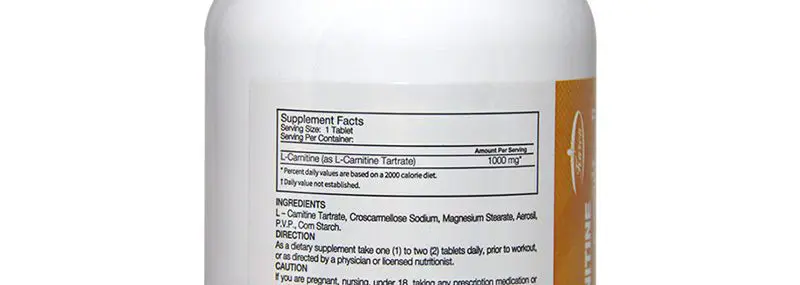 Supplement Facts
Serving Size: 1 Tablet
Serving Per Container:
Amount Per Serving
L-Carnitine (as L-Carnitine Tartrate) 1000 mg*
* Percent daily values are based on a 2000 calorie diet.
† Daily value not established.
INGREDIENTS
L – Carnitine Tartrate, Croscarmellose Sodium, Magnesium Stearate, Aerosil,
P.V.P., Corn Starch.
DIRECTION
As a dietary supplement take one (1) to two (2) tablets daily, prior to workout,
or as directed by a physician or licensed nutritionist.
CAUTION
If you are pregnant, nursing, under 18, taking any prescription medication or
Karen